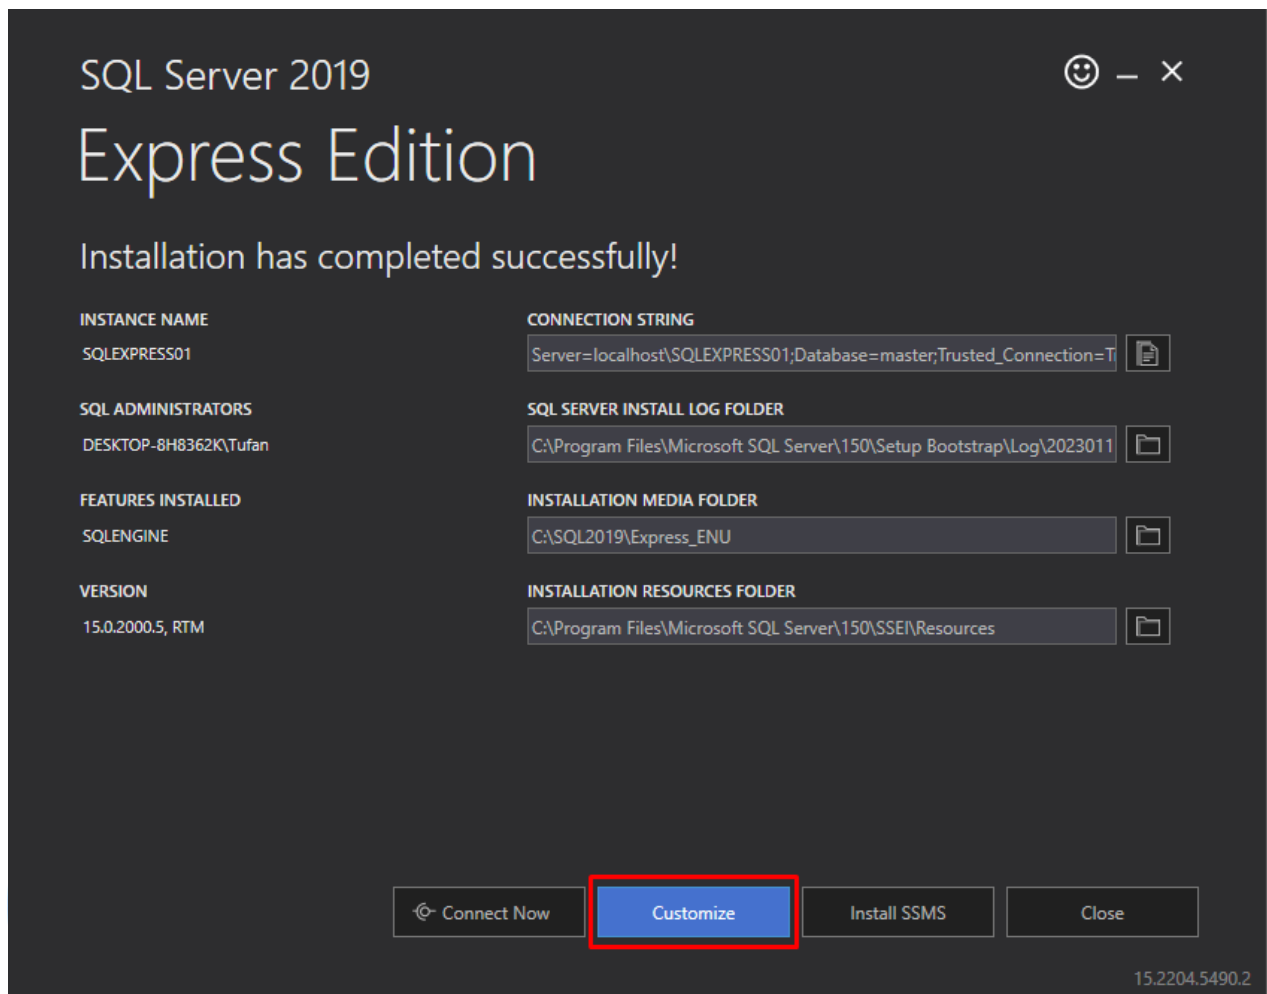 SQL Server 2019
Express Edition
Installation has completed successfully!
INSTANCE NAME
SQLEXPRESS01
CONNECTION STRING
Server=localhost\SQLEXPRESS01;Database=master;Trusted_Connection=T
SQL ADMINISTRATORS
DESKTOP-8H8362K\Tufan
SQL SERVER INSTALL LOG FOLDER
C:\Program Files\Microsoft SQL Server\150\Setup Bootstrap\Log\2023011
FEATURES INSTALLED
SQLENGINE
INSTALLATION MEDIA FOLDER
C:\SQL2019\Express_ENU
VERSION
15.0.2000.5, RTM
INSTALLATION RESOURCES FOLDER
C:\Program Files\Microsoft SQL Server\150\SSEI\Resources
Connect Now
Customize
Install SSMS
Close
15.2204.5490.2